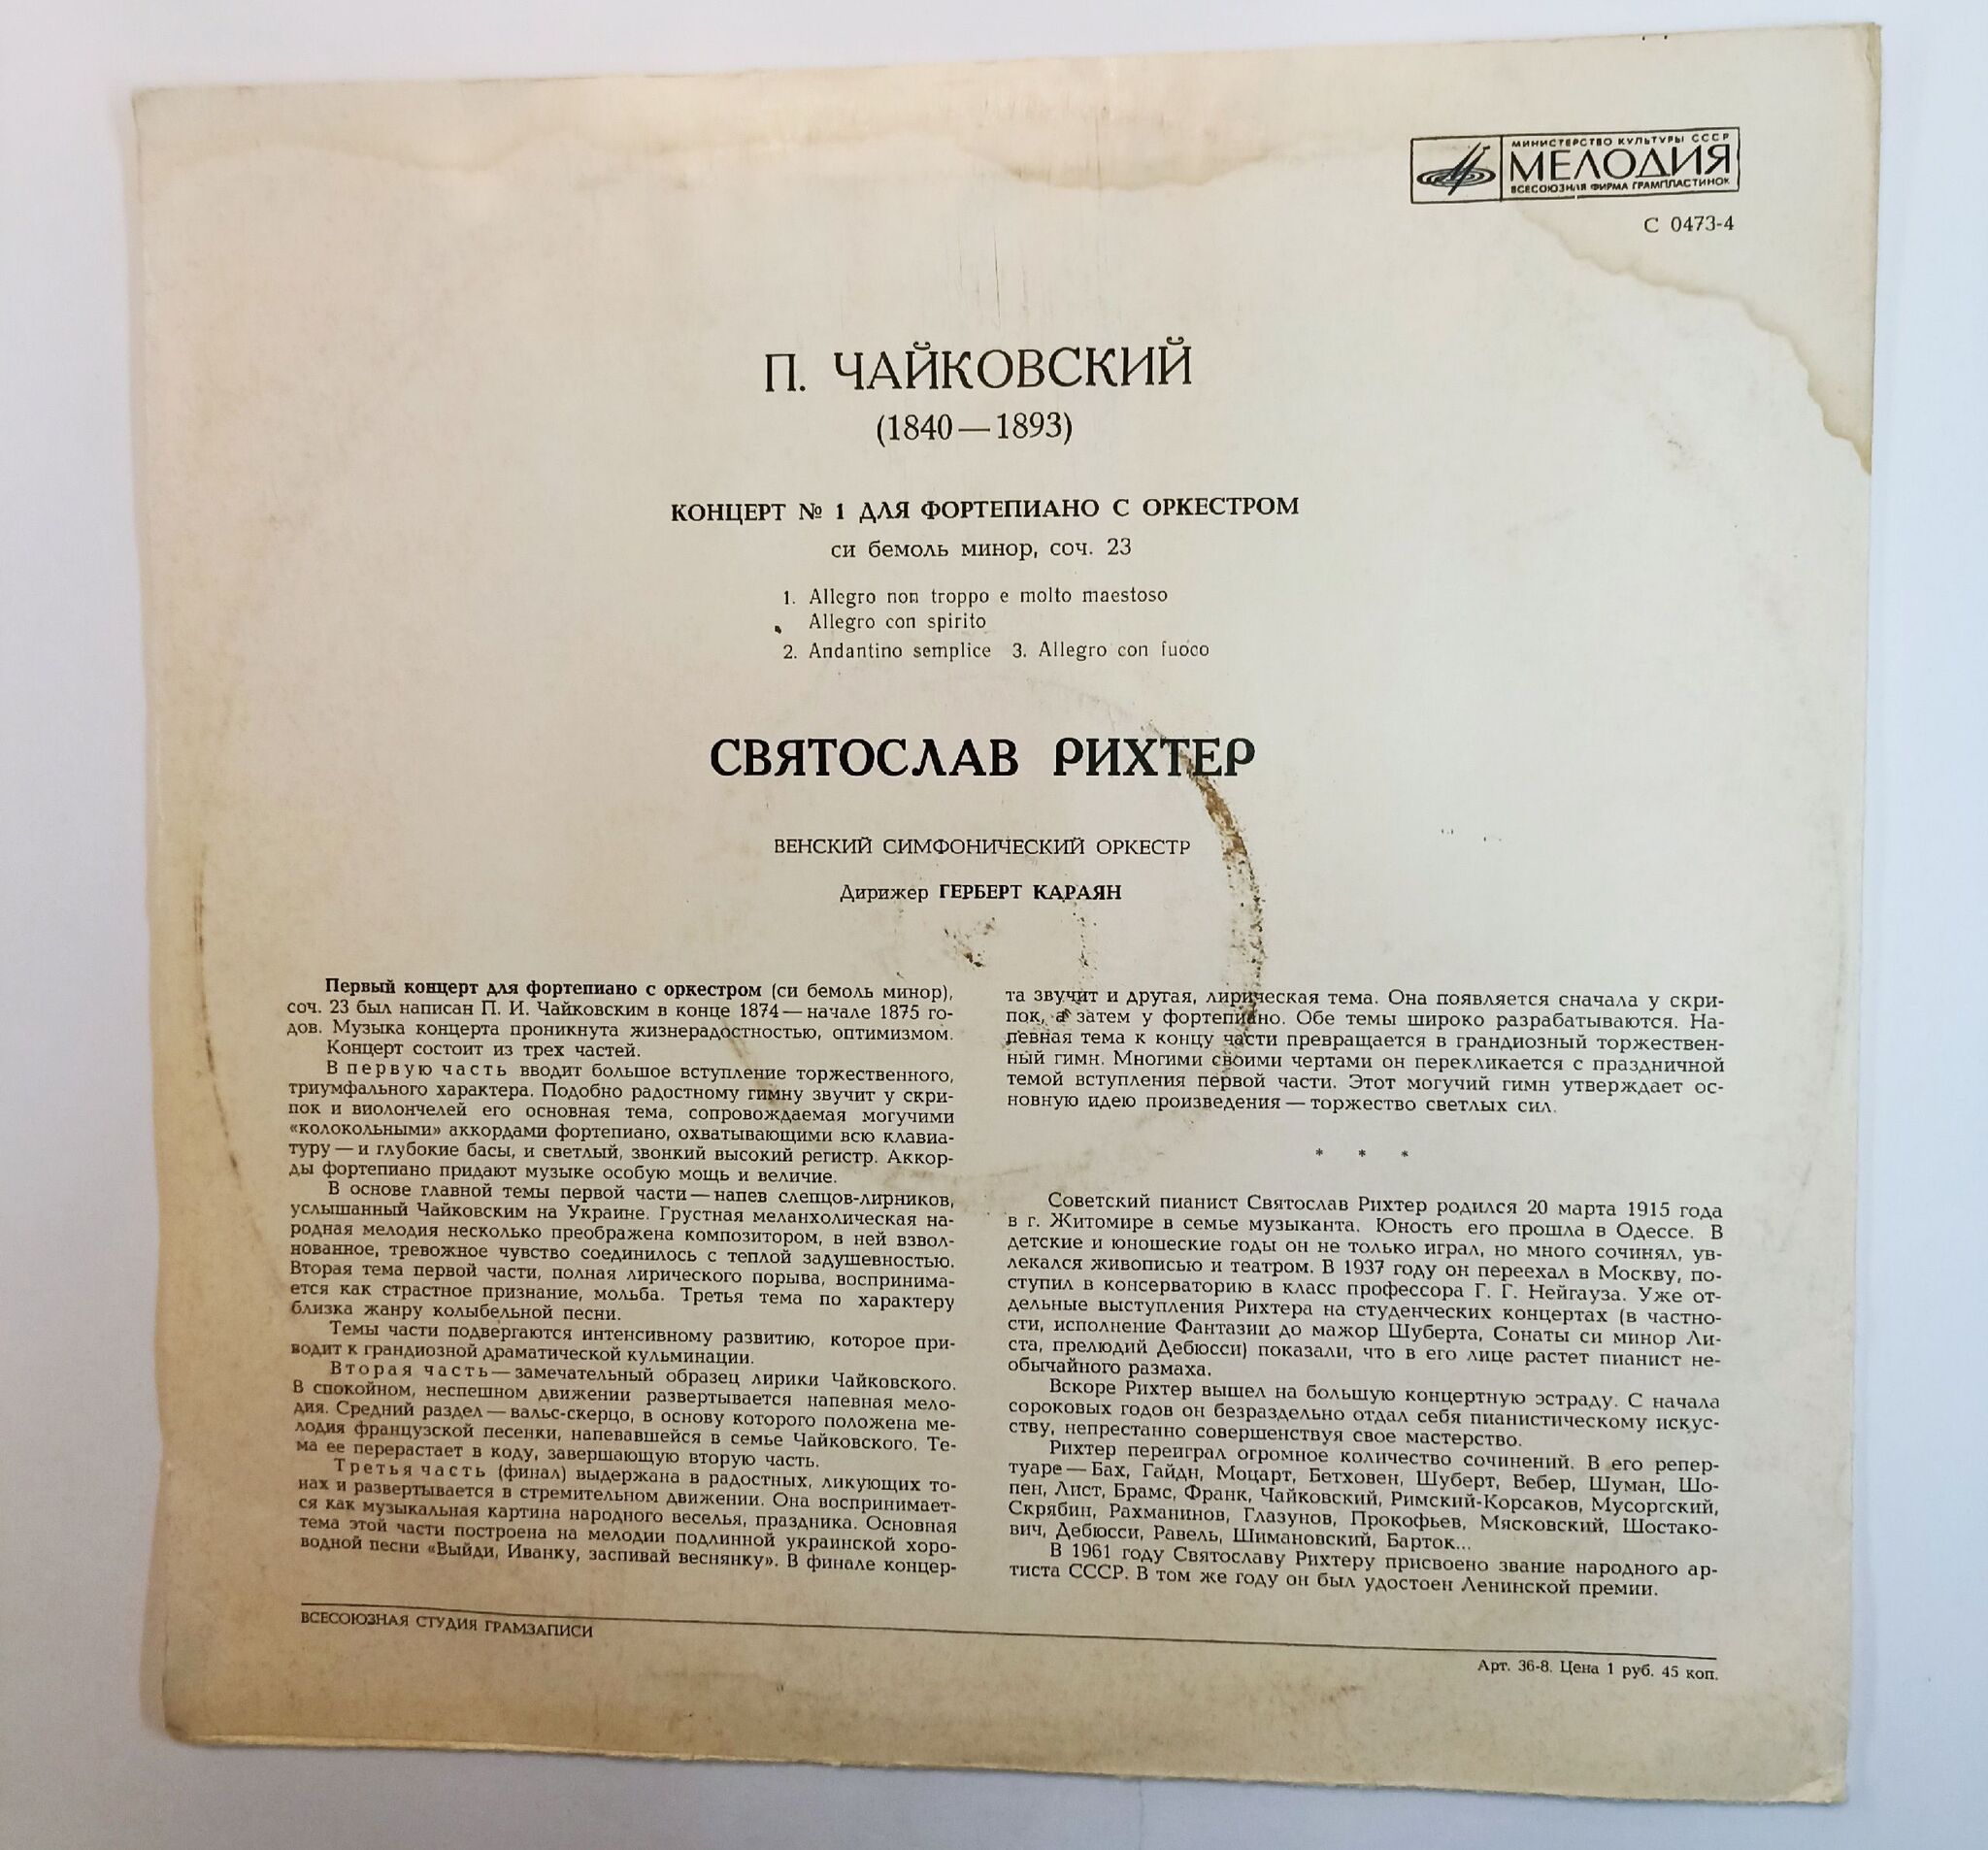 МИНИСТЕРСТВО КУЛЬТУРЫ СССР
МЕЛОДИЯ
ВСЕСОЮЗНАЯ ФИРМА ГРАМПЛАСТИНОК
С 0473-4
П. ЧАЙКОВСКИЙ
(1840—1893)
КОНЦЕРТ № 1 ДЛЯ ФОРТЕПИАНО С ОРКЕСТРОМ
си бемоль минор, соч. 23
1. Allegro non troppo e molto maestoso
Allegro con spirito
2. Andantino semplice 3. Allegro con fuoco
СВЯТОСЛАВ РИХТЕР
ВЕНСКИЙ СИМФОНИЧЕСКИЙ ОРКЕСТР
Дирижер ГЕРБЕРТ КАРАЯН
Первый концерт для фортепиано с оркестром (си бемоль минор),
соч. 23 был написан П. И. Чайковским в конце 1874—начале 1875 го-
дов. Музыка концерта проникнута жизнерадостностью, оптимизмом.
Концерт состоит из трех частей.
В первую часть вводит большое вступление торжественного,
триумфального характера. Подобно радостному гимну звучит у скри-
пок и виолончелей его основная тема, сопровождаемая могучими
«колокольными» аккордами фортепиано, охватывающими всю клавиа-
туру—и глубокие басы, и светлый, звонкий высокий регистр. Аккор-
ды фортепиано придают музыке особую мощь и величие.
В основе главной темы первой части—напев слепцов-лирников,
услышанный Чайковским на Украине. Грустная меланхолическая на-
родная мелодия несколько преображена композитором, в ней взвол-
нованное, тревожное чувство соединилось с теплой задушевностью.
Вторая тема первой части, полная лирического порыва, воспринима-
ется как страстное признание, мольба. Третья тема по характеру
близка жанру колыбельной песни.
Темы части подвергаются интенсивному развитию, которое при-
водит к грандиозной драматической кульминации.
Вторая часть—замечательный образец лирики Чайковского.
В спокойном, неспешном движении развертывается напевная мело-
дия. Средний раздел—вальс-скерцо, в основу которого положена ме-
лодия французской песенки, напевавшейся в семье Чайковского. Те-
ма ее перерастает в коду, завершающую вторую часть.
Третья часть (финал) выдержана в радостных, ликующих то-
нах и развертывается в стремительном движении. Она воспринимает-
ся как музыкальная картина народного веселья, праздника. Основная
тема этой части построена на мелодии подлинной украинской хоро-
водной песни «Выйди, Иванку, заспивай веснянку». В финале концер-
та звучит и другая, лирическая тема. Она появляется сначала у скри-
пок, а затем у фортепиано. Обе темы широко разрабатываются. На-
певная тема к концу части превращается в грандиозный торжествен-
ный гимн. Многими своими чертами он перекликается с праздничной
темой вступления первой части. Этот могучий гимн утверждает ос-
новную идею произведения—торжество светлых сил.
* * *
Советский пианист Святослав Рихтер родился 20 марта 1915 года
в г. Житомире в семье музыканта. Юность его прошла в Одессе. В
детские и юношеские годы он не только играл, но много сочинял, ув-
лекался живописью и театром. В 1937 году он переехал в Москву, по-
ступил в консерваторию в класс профессора Г. Г. Нейгауза. Уже от-
дельные выступления Рихтера на студенческих концертах (в частно-
сти, исполнение Фантазии до мажор Шуберта, Сонаты си минор Ли-
ста, прелюдий Дебюсси) показали, что в его лице растет пианист не-
обычайного размаха.
Вскоре Рихтер вышел на большую концертную эстраду. С начала
сороковых годов он безраздельно отдал себя пианистическому искус-
ству, непрестанно совершенствуя свое мастерство.
Рихтер переиграл огромное количество сочинений. В его репер-
туаре—Бах, Гайдн, Моцарт, Бетховен, Шуберт, Вебер, Шуман, Шо-
пен, Лист, Брамс, Франк, Чайковский, Римский-Корсаков, Мусоргский,
Скрябин, Рахманинов, Глазунов, Прокофьев, Мясковский, Шостако-
вич, Дебюсси, Равель, Шимановский, Барток...
В 1961 году Святославу Рихтеру присвоено звание народного ар-
тиста СССР. В том же году он был удостоен Ленинской премии.
ВСЕСОЮЗНАЯ СТУДИЯ ГРАМЗАПИСИ
Арт. 36-8. Цена 1 руб. 45 коп.